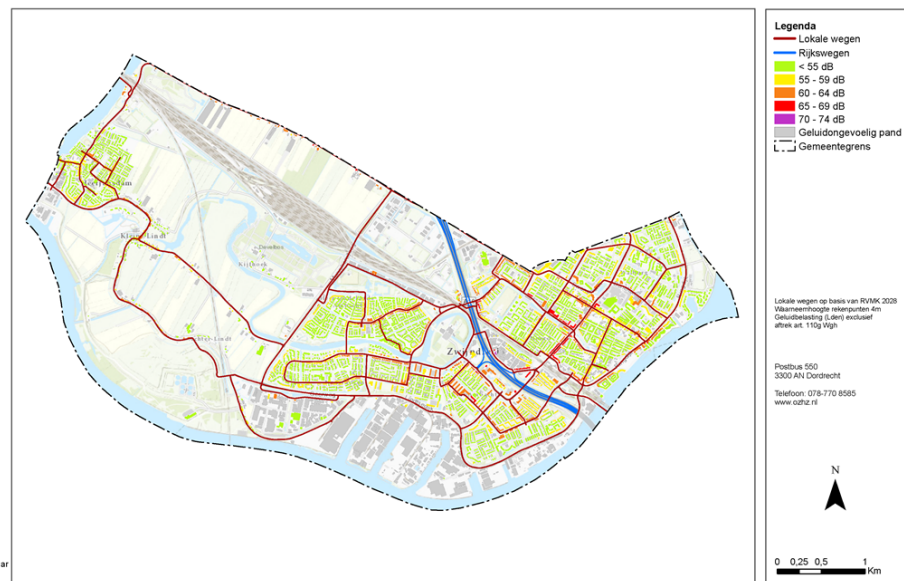 Legenda
Lokale wegen
Rijkswegen
< 55 dB
55 - 59 dB
60 - 64 dB
65 - 69 dB
70 - 74 dB
Geluidongevoelig pand
Gemeentegrens
Lokale wegen op basis van RVMK 2028
Waarneemhoogte rekenpunten 4m
Geluidbelasting (Lden) exclusief
aftrek art. 110g Wgh
Postbus 550
3300 AN Dordrecht
Telefoon: 078-770 8585
www.ozhz.nl
N
0 0,25 0,5 1
Km
ar